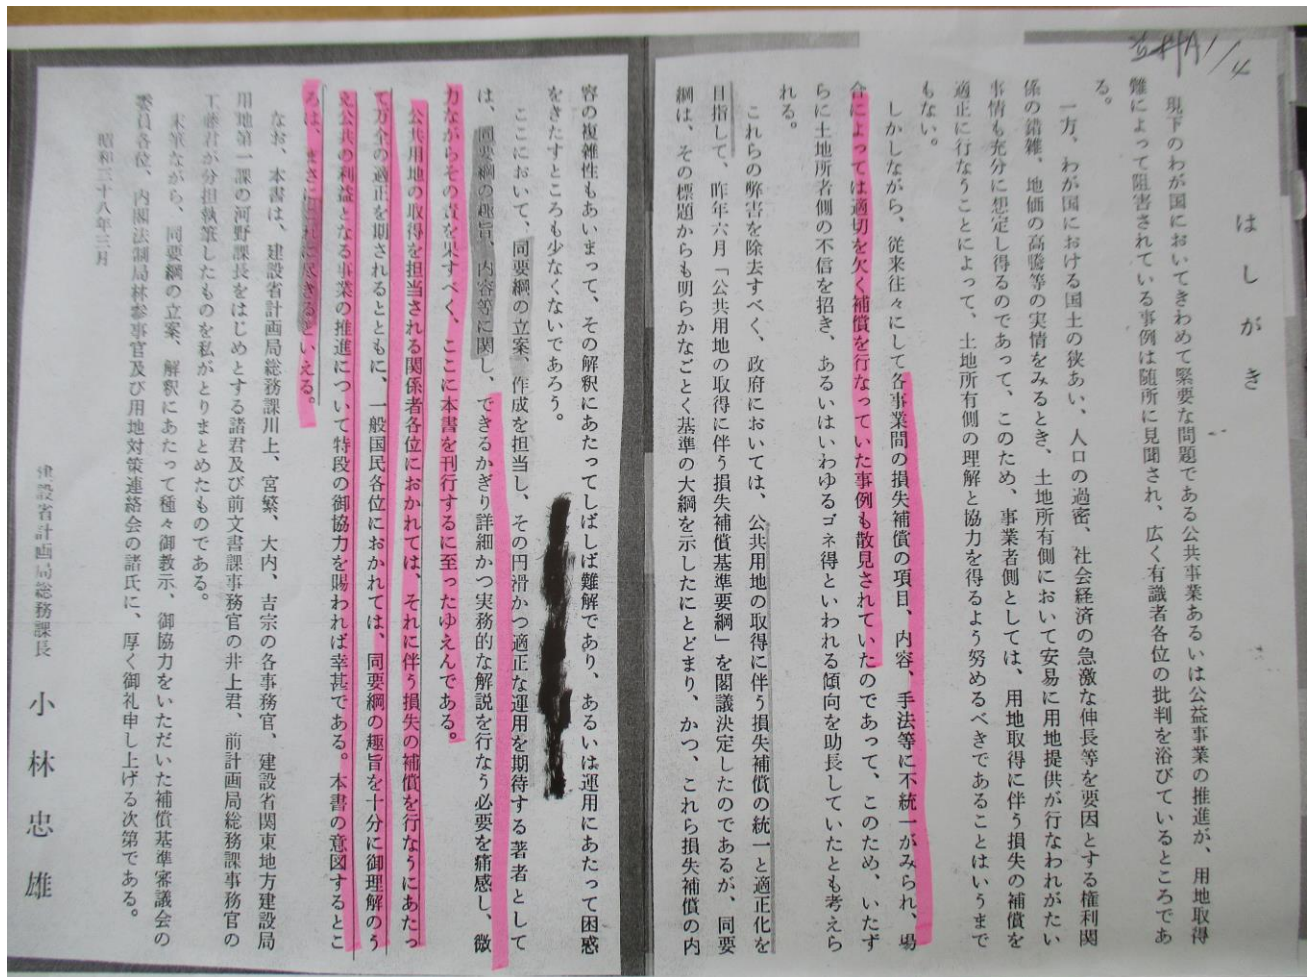 はしがき
現下のわが国においてきわめて緊要な問題である公共事業あるいは公益事業の推進が、用地取得
難によって阻害されている事例は随所に見聞され、広く有識者各位の批判を浴びているところであ
る。
一方、わが国における国土の狭あい、人口の過密、社会経済の急激な伸長等を要因とする権利関
係の錯雑、地価の高騰等の実情をみるとき、土地所有側において安易に用地提供が行なわれがたい
事情も充分に想定し得るのであって、このため、事業者側としては、用地取得に伴う損失の補償を
適正に行なうことによって、土地所有側の理解と協力を得るよう努めるべきであることはいうまで
もない。
しかしながら、従来往々にして各事業間の損失補償の項目、内容、手法等に不統一がみられ、場
合によっては適切を欠く補償を行なっていた事例も散見されていたのであって、このため、いたず
らに土地所有者側の不信を招き、あるいはいわゆるゴネ得といわれる傾向を助長していたとも考えら
れる。
これらの弊害を除去すべく、政府においては、公共用地の取得に伴う損失補償の統一と適正化を
目指して、昨年六月「公共用地の取得に伴う損失補償基準要綱」を閣議決定したのであるが、同要
綱は、その標題からも明らかなごとく基準の大綱を示したにとどまり、かつ、これら損失補償の内
容の複雑性もあいまって、その解釈にあたってしばしば難解であり、あるいは運用にあたって困惑
をきたすところも少なくないであろう。
ここにおいて、同要綱の立案、作成を担当し、その円滑かつ適正な運用を期待する著者として
は、同要綱の趣旨、内容等に関し、できるかぎり詳細かつ実務的な解説を行なう必要を痛感し、微
力ながらその責を果すべく、ここに本書を刊行するに至ったゆえんである。
公共用地の取得を担当される関係者各位におかれては、それに伴う損失の補償を行なうにあたっ
て万全の適正を期されるとともに、一般国民各位におかれては、同要綱の趣旨を十分に御理解のう
え公共の利益となる事業の推進について特段の御協力を賜われば幸甚である。本書の意図するとこ
ろは、まさにこれに尽きるといえる。
なお、本書は、建設省計画局総務課川上、宮繁、大内、吉宗の各事務官、建設省関東地方建設局
用地第一課の河野課長をはじめとする諸君及び前文書課事務官の井上君、前計画局総務課事務官の
工藤君が分担執筆したものを私がとりまとめたものである。
末筆ながら、同要綱の立案、解釈にあたって種々御教示、御協力をいただいた補償基準審議会の
委員各位、内閣法制局林参事官及び用地対策連絡会の諸氏に、厚く御礼申し上げる次第である。
昭和三十八年三月
建設省計画局総務課長 小林忠雄